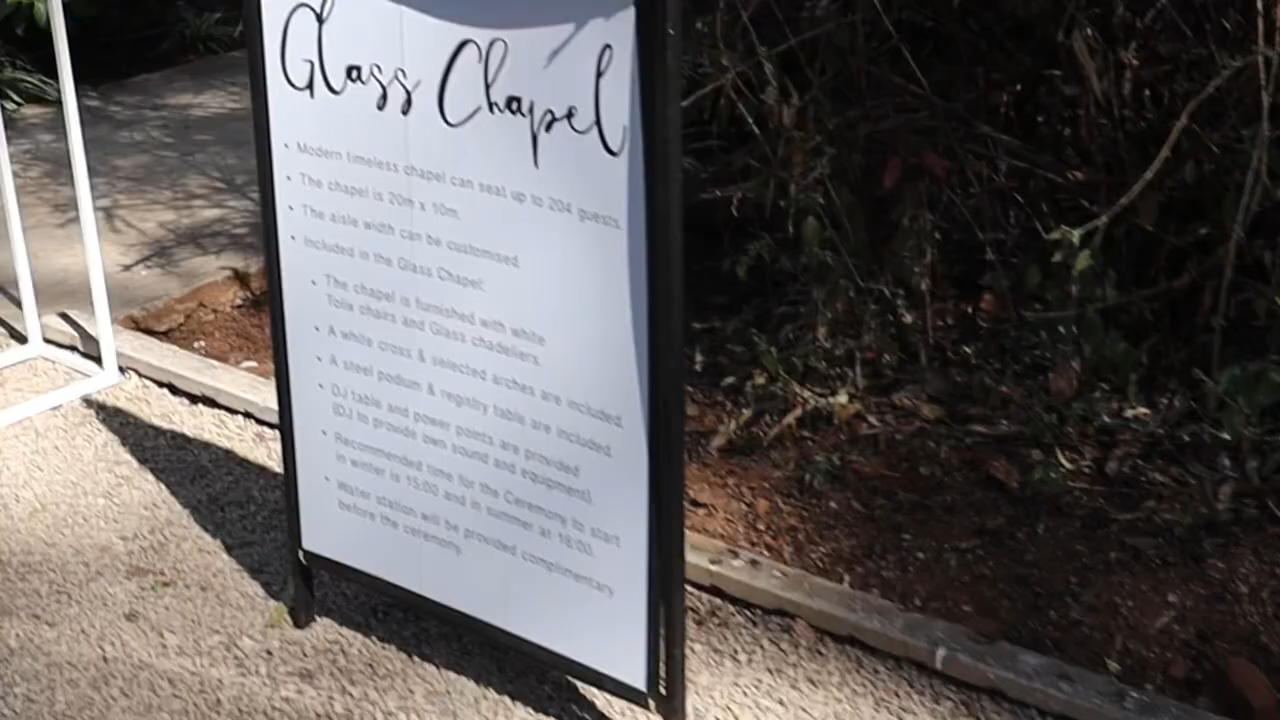 Glass Chapel
• Modern timeless chapel can seat up to 204 guests.
• The chapel is 20m x 10m.
• The aisle width can be customised.
• Included in the Glass Chapel:
• The chapel is furnished with white
Tolix chairs and Glass chadeliers.
• A white cross & selected arches are included.
• A steel podium & registry table are included.
• DJ table and power points are provided
(DJ to provide own sound and equipment).
• Recommended time for the Ceremony to start
in winter is 15:00 and in summer at 16:00.
• Water station will be provided complimentary
before the ceremony.